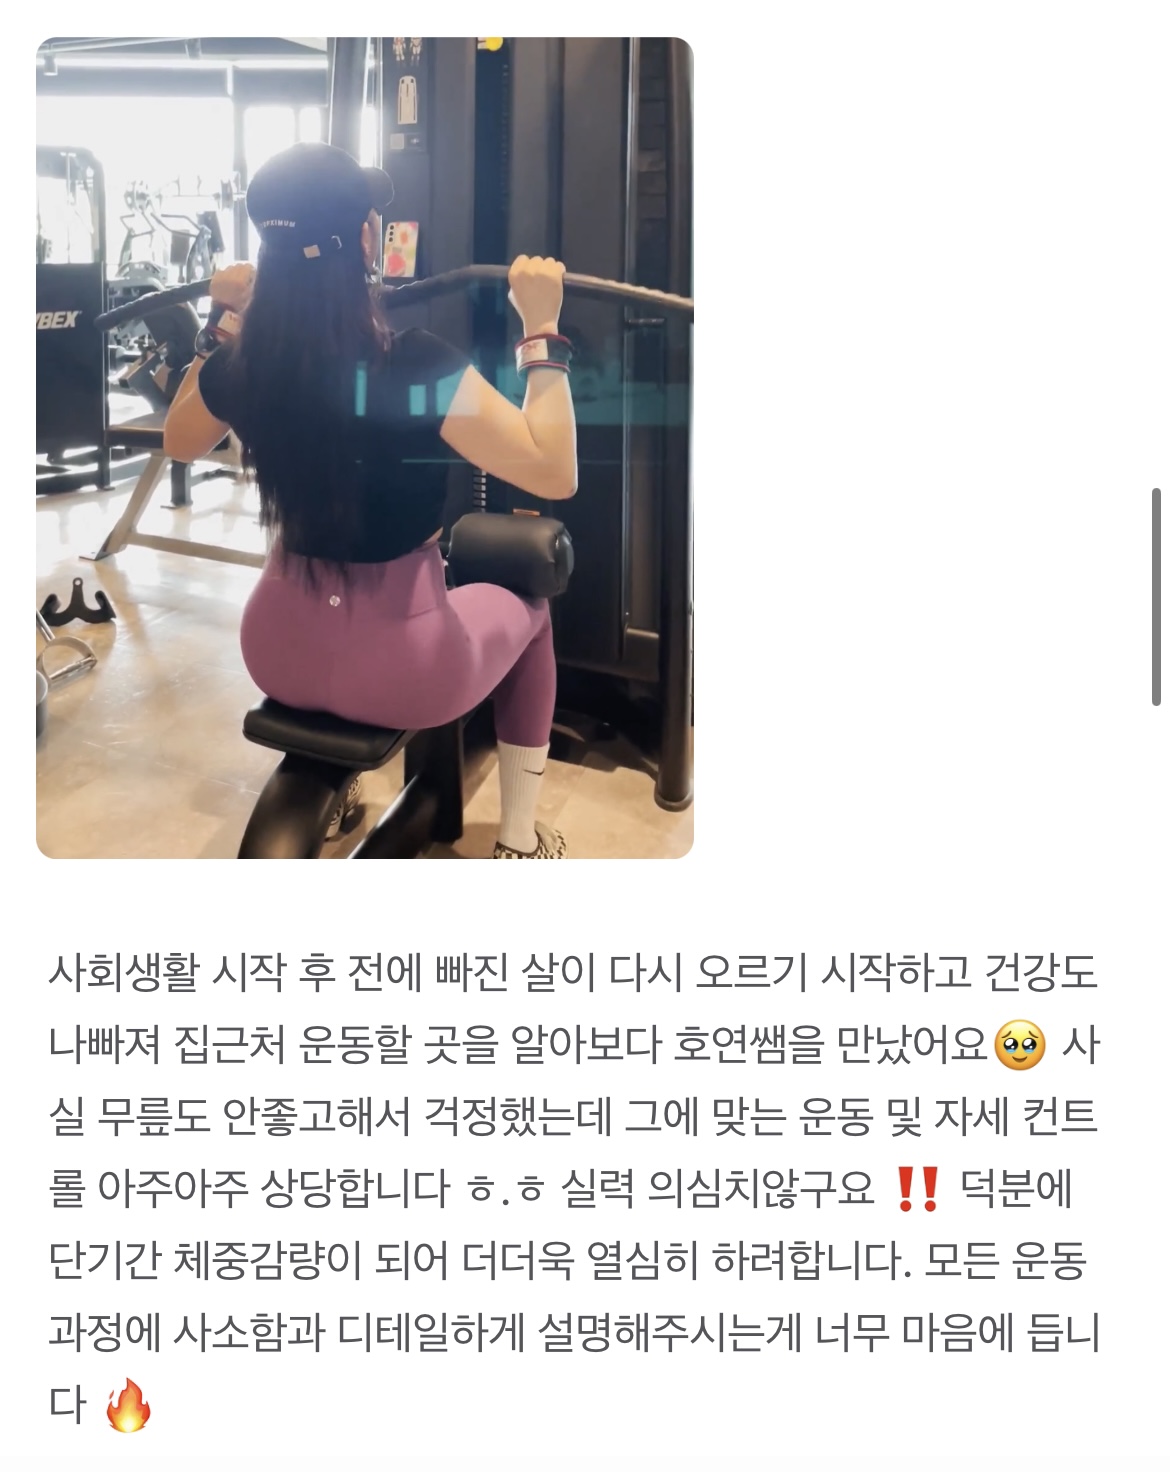 YBEX
사회생활 시작 후 전에 빠진 살이 다시 오르기 시작하고 건강도
나빠져 집근처 운동할 곳을 알아보다 호연쌤을 만났어요🥹 사
실 무릎도 안좋고해서 걱정했는데 그에 맞는 운동 및 자세 컨트
롤 아주아주 상당합니다 ㅎ.ㅎ 실력 의심치않구요 ‼️ 덕분에
단기간 체중감량이 되어 더더욱 열심히 하려합니다. 모든 운동
과정에 사소함과 디테일하게 설명해주시는게 너무 마음에 듭니
다 🔥